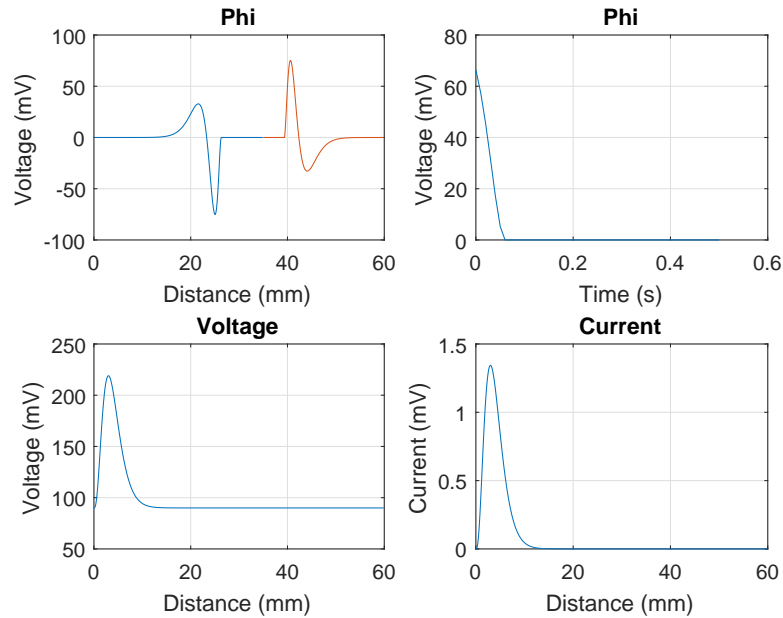 Phi
100
50
0
-50
-100
Voltage (mV)
0 20 40 60
Distance (mm)
Phi
80
60
40
20
0
Voltage (mV)
0 0.2 0.4 0.6
Time (s)
Voltage
250
200
150
100
50
Voltage (mV)
0 20 40 60
Distance (mm)
Current
1.5
1
0.5
0
Current (mV)
0 20 40 60
Distance (mm)